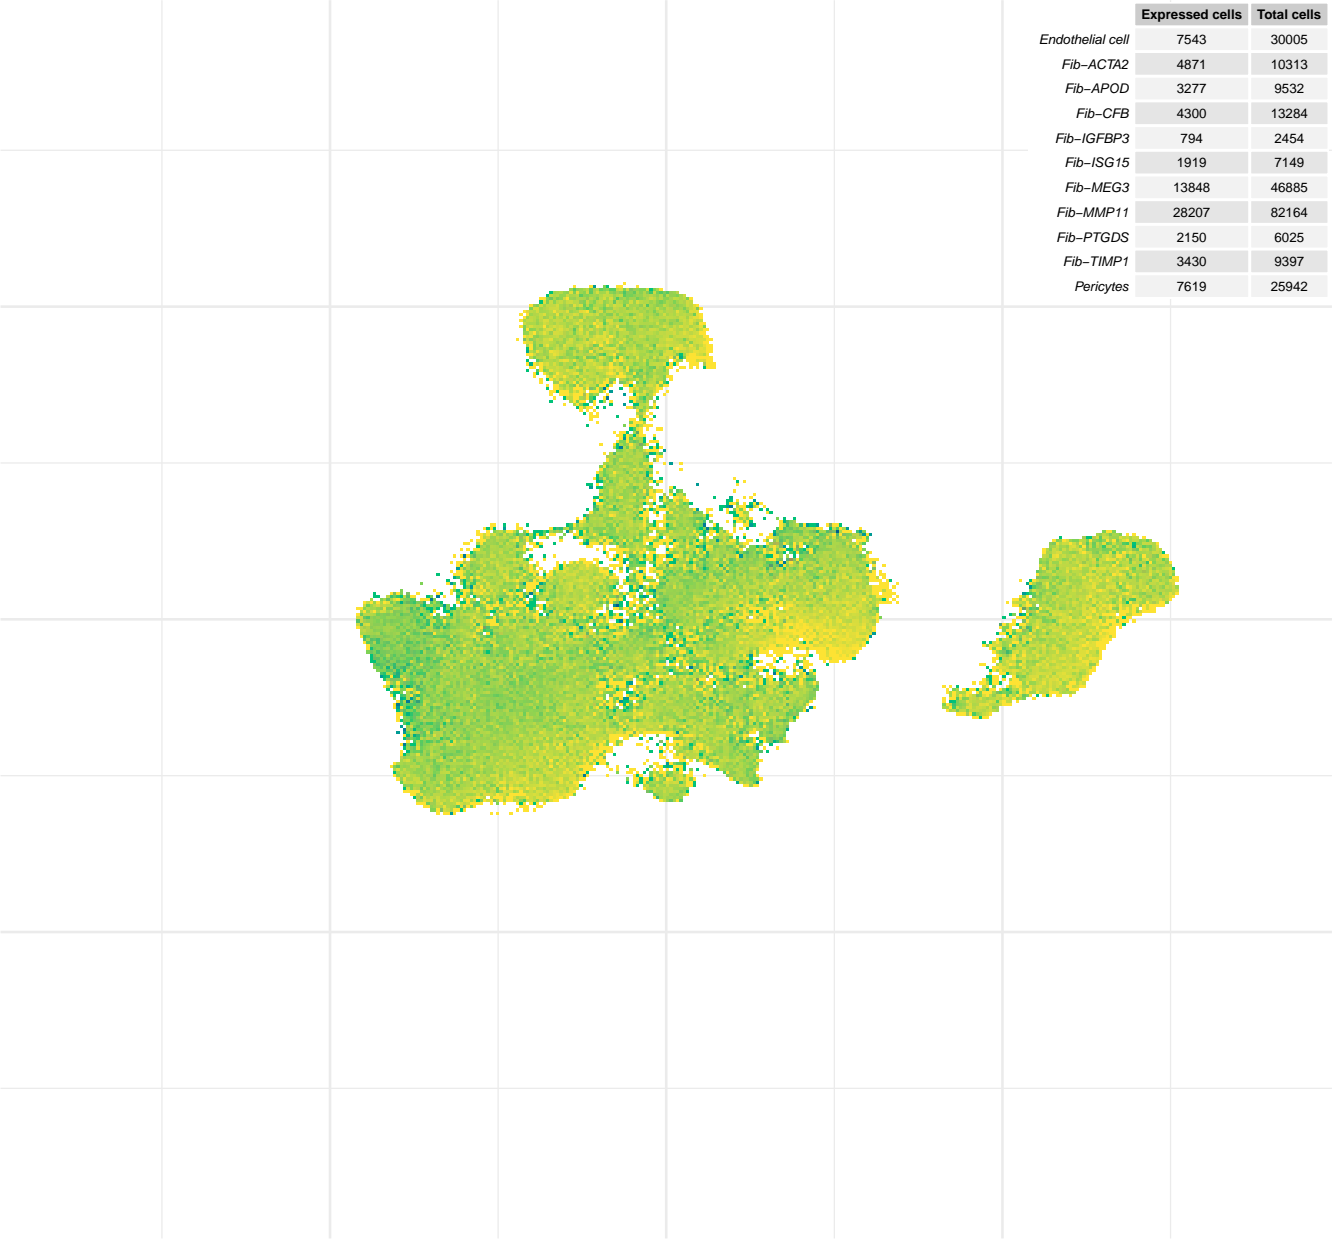 Expressed cells Total cells
Endothelial cell 7543 30005
Fib−ACTA2 4871 10313
Fib−APOD 3277 9532
Fib−CFB 4300 13284
Fib−IGFBP3 794 2454
Fib−ISG15 1919 7149
Fib−MEG3 13848 46885
Fib−MMP11 28207 82164
Fib−PTGDS 2150 6025
Fib−TIMP1 3430 9397
Pericytes 7619 25942